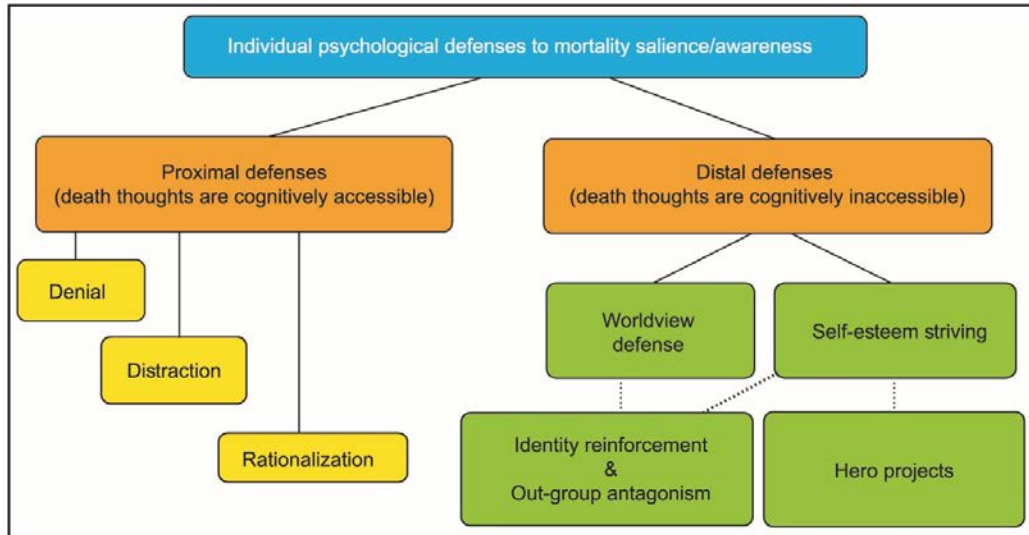 Individual psychological defenses to mortality salience/awareness
Proximal defenses
(death thoughts are cognitively accessible)
Distal defenses
(death thoughts are cognitively inaccessible)
Denial
Distraction
Rationalization
Worldview
defense
Self-esteem striving
Identity reinforcement
&
Out-group antagonism
Hero projects